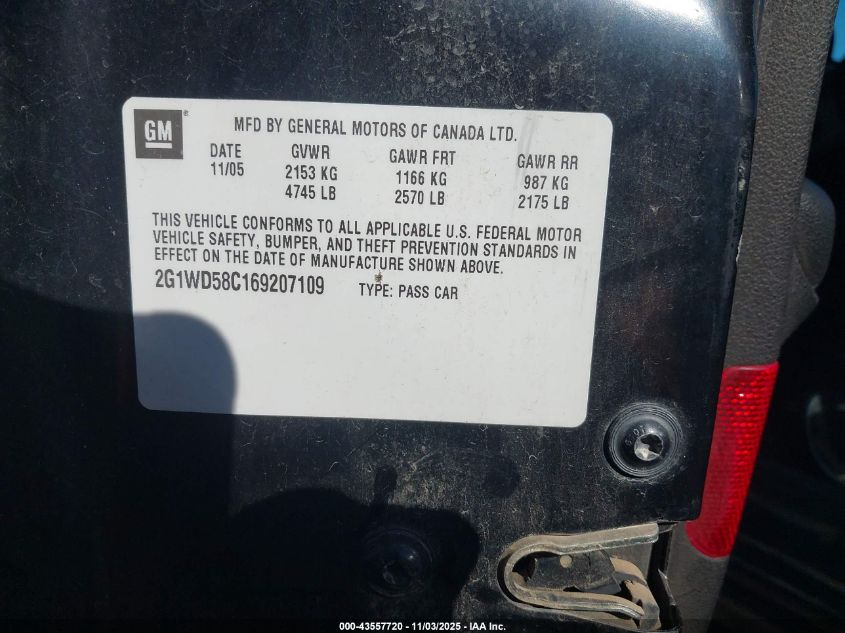 GM® MFD BY GENERAL MOTORS OF CANADA LTD.
DATE GVWR GAWR FRT GAWR RR
11/05 2153 KG 1166 KG 987 KG
4745 LB 2570 LB 2175 LB
THIS VEHICLE CONFORMS TO ALL APPLICABLE U.S. FEDERAL MOTOR
VEHICLE SAFETY, BUMPER, AND THEFT PREVENTION STANDARDS IN
EFFECT ON THE DATE OF MANUFACTURE SHOWN ABOVE.
2G1WD58C169207109 TYPE: PASS CAR
000-43557720 - 11/03/2025 - IAA Inc.